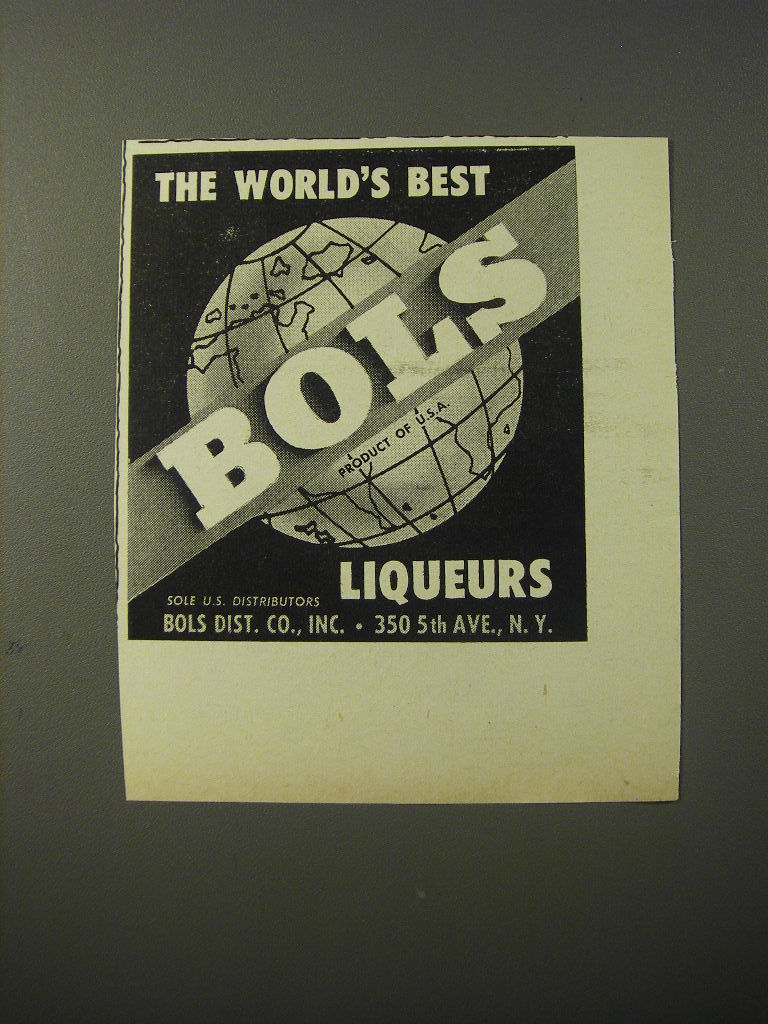 THE WORLD'S BEST
BOLS
PRODUCT OF U.S.A.
LIQUEURS
SOLE U.S. DISTRIBUTORS
BOLS DIST. CO., INC. • 350 5th AVE., N. Y.